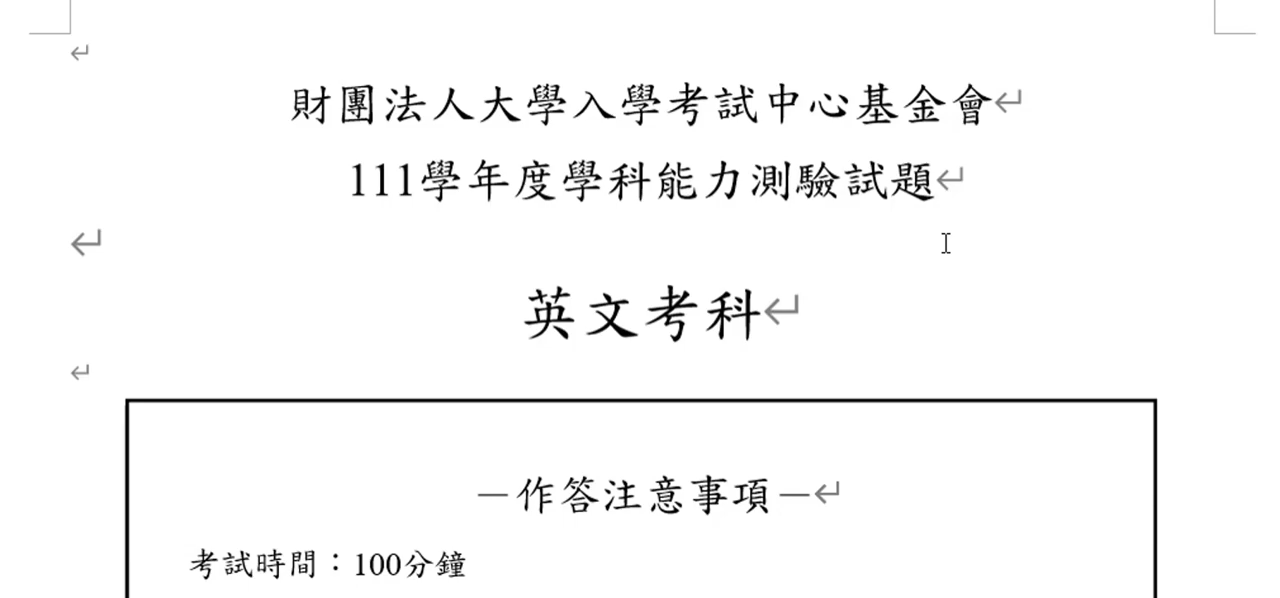 財團法人大學入學考試中心基金會
111學年度學科能力測驗試題
英文考科
－作答注意事項－
考試時間：100分鐘